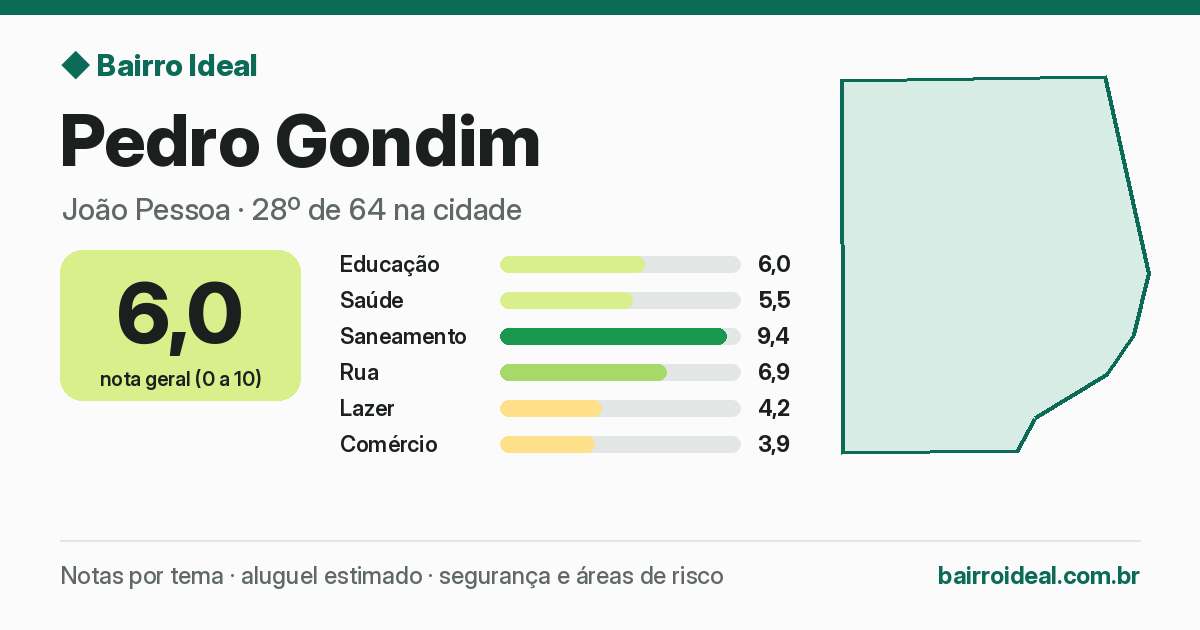 Bairro Ideal
Pedro Gondim
João Pessoa · 28º de 64 na cidade
6,0
nota geral (0 a 10)
Educação 6,0
Saúde 5,5
Saneamento 9,4
Rua 6,9
Lazer 4,2
Comércio 3,9
Notas por tema · aluguel estimado · segurança e áreas de risco
bairroideal.com.br